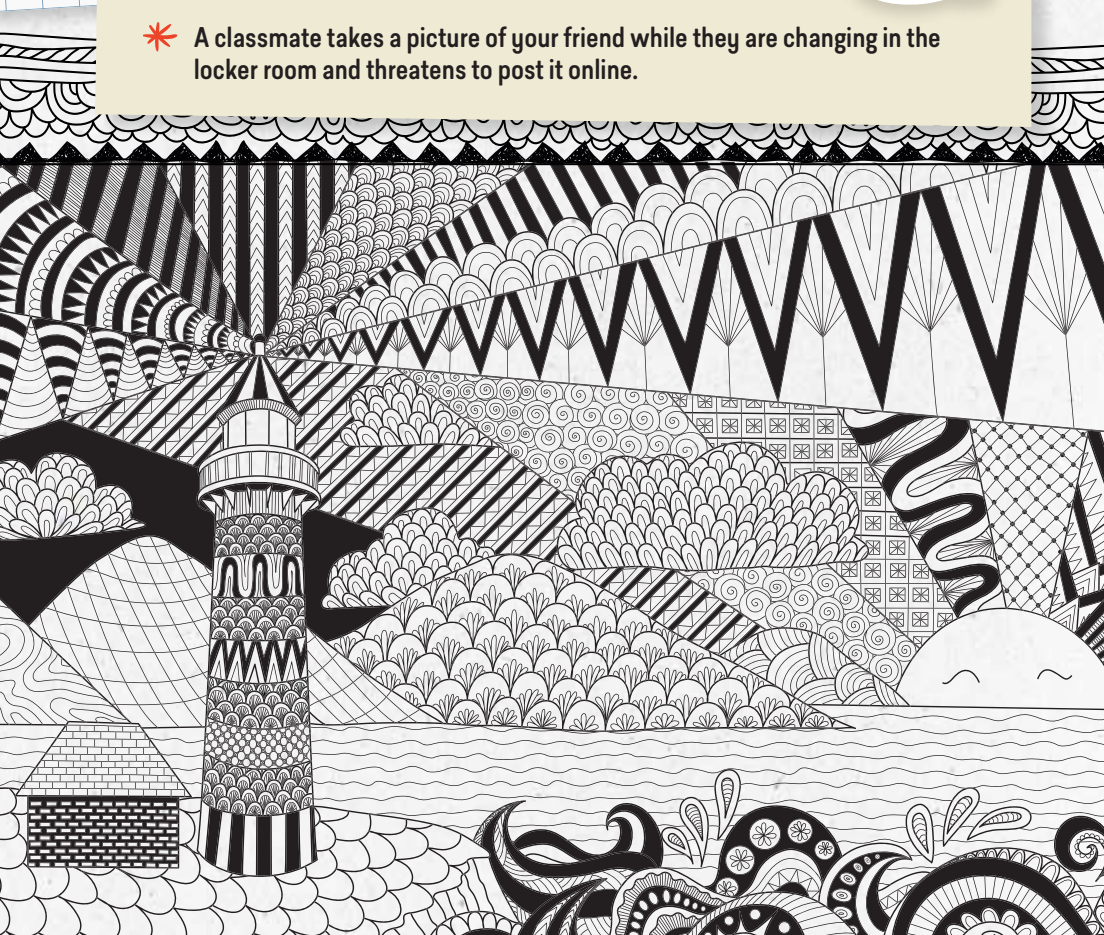 A classmate takes a picture of your friend while they are changing in the
locker room and threatens to post it online.